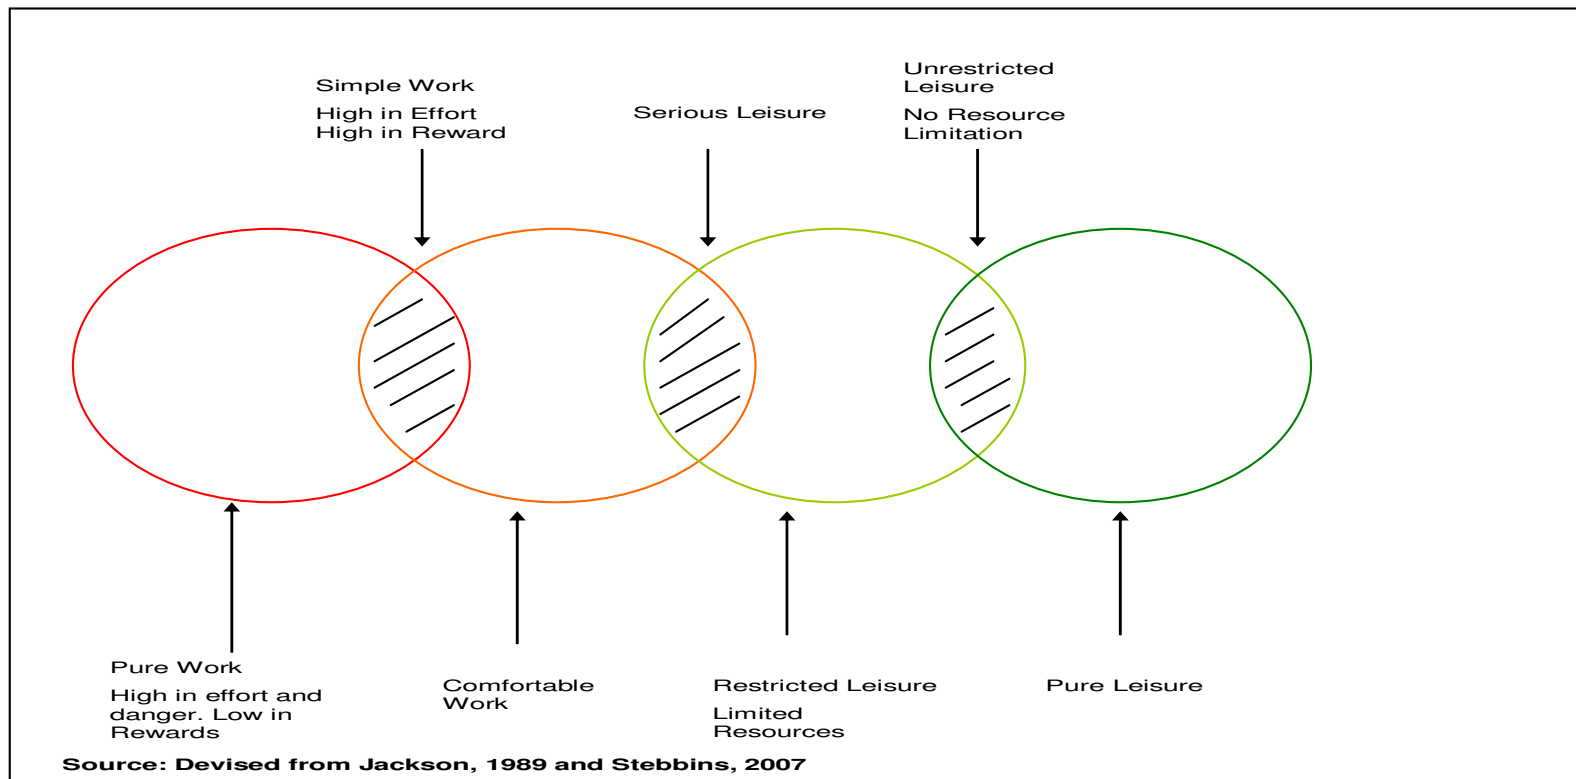 Simple Work
High in Effort
High in Reward
Serious Leisure
Unrestricted
Leisure
No Resource
Limitation
Pure Work
High in effort and
danger. Low in
Rewards
Comfortable
Work
Restricted Leisure
Limited
Resources
Pure Leisure
Source: Devised from Jackson, 1989 and Stebbins, 2007